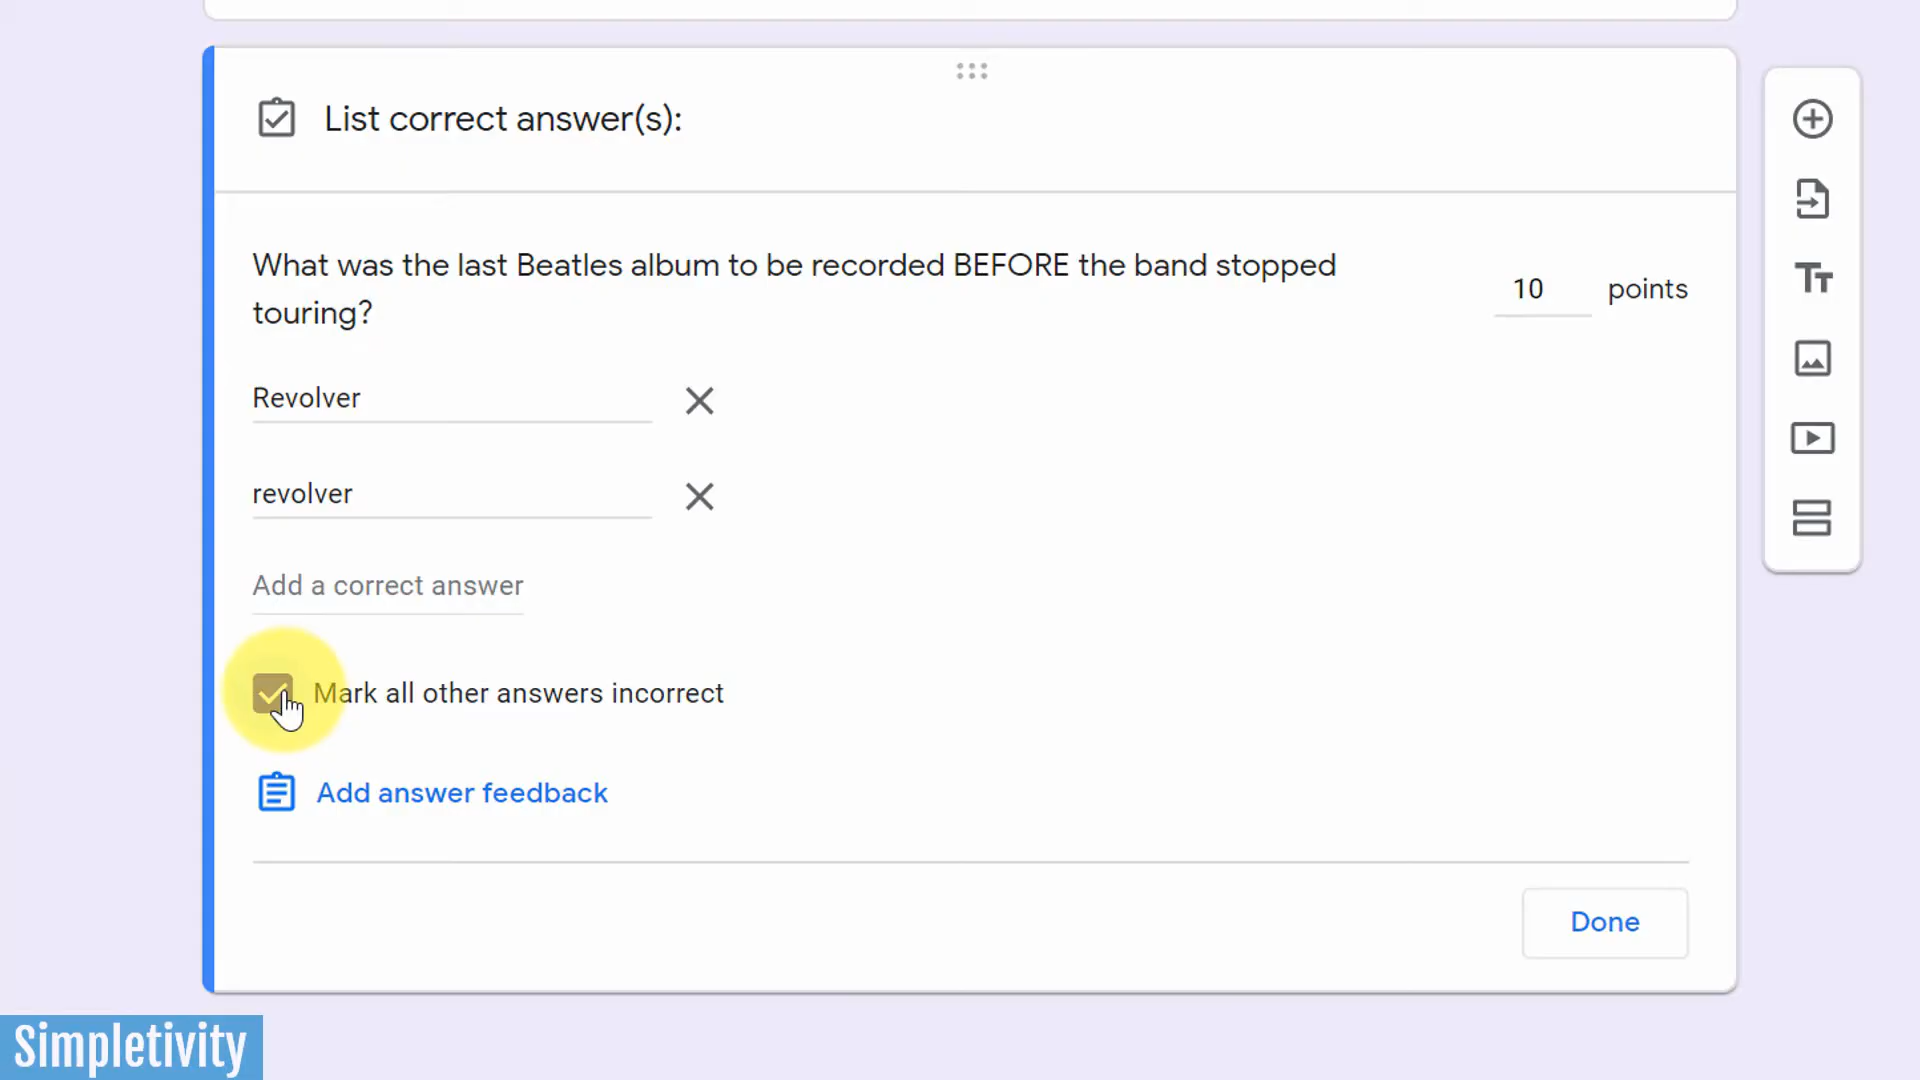 List correct answer(s):
What was the last Beatles album to be recorded BEFORE the band stopped
touring?
10 points
Revolver
revolver
Add a correct answer
Mark all other answers incorrect
Add answer feedback
Done
Simpletivity